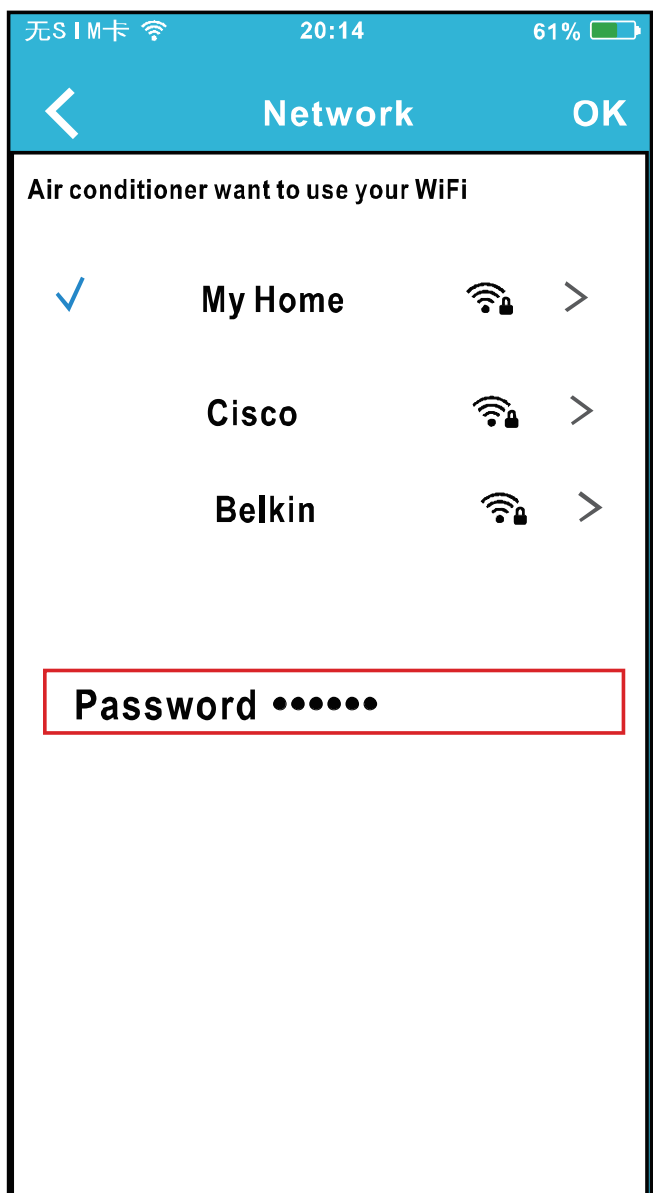 无SIM卡 20:14 61%
Network OK
Air conditioner want to use your WiFi
My Home
Cisco
Belkin
Password ••••••